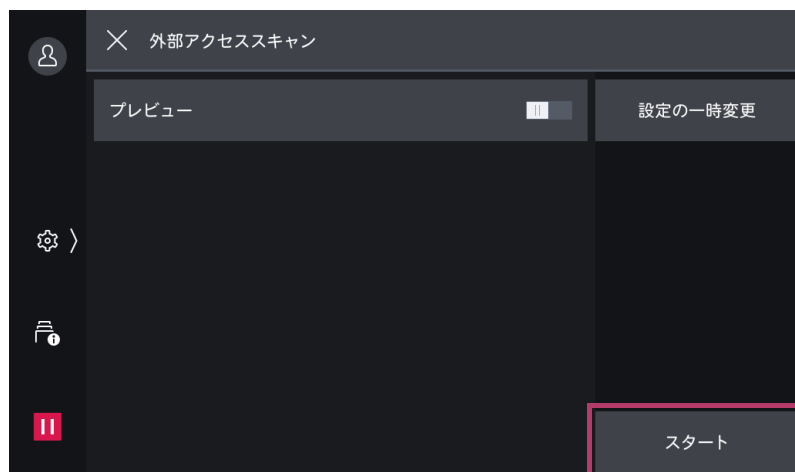 外部アクセススキャン
プレビュー
設定の一時変更
スタート